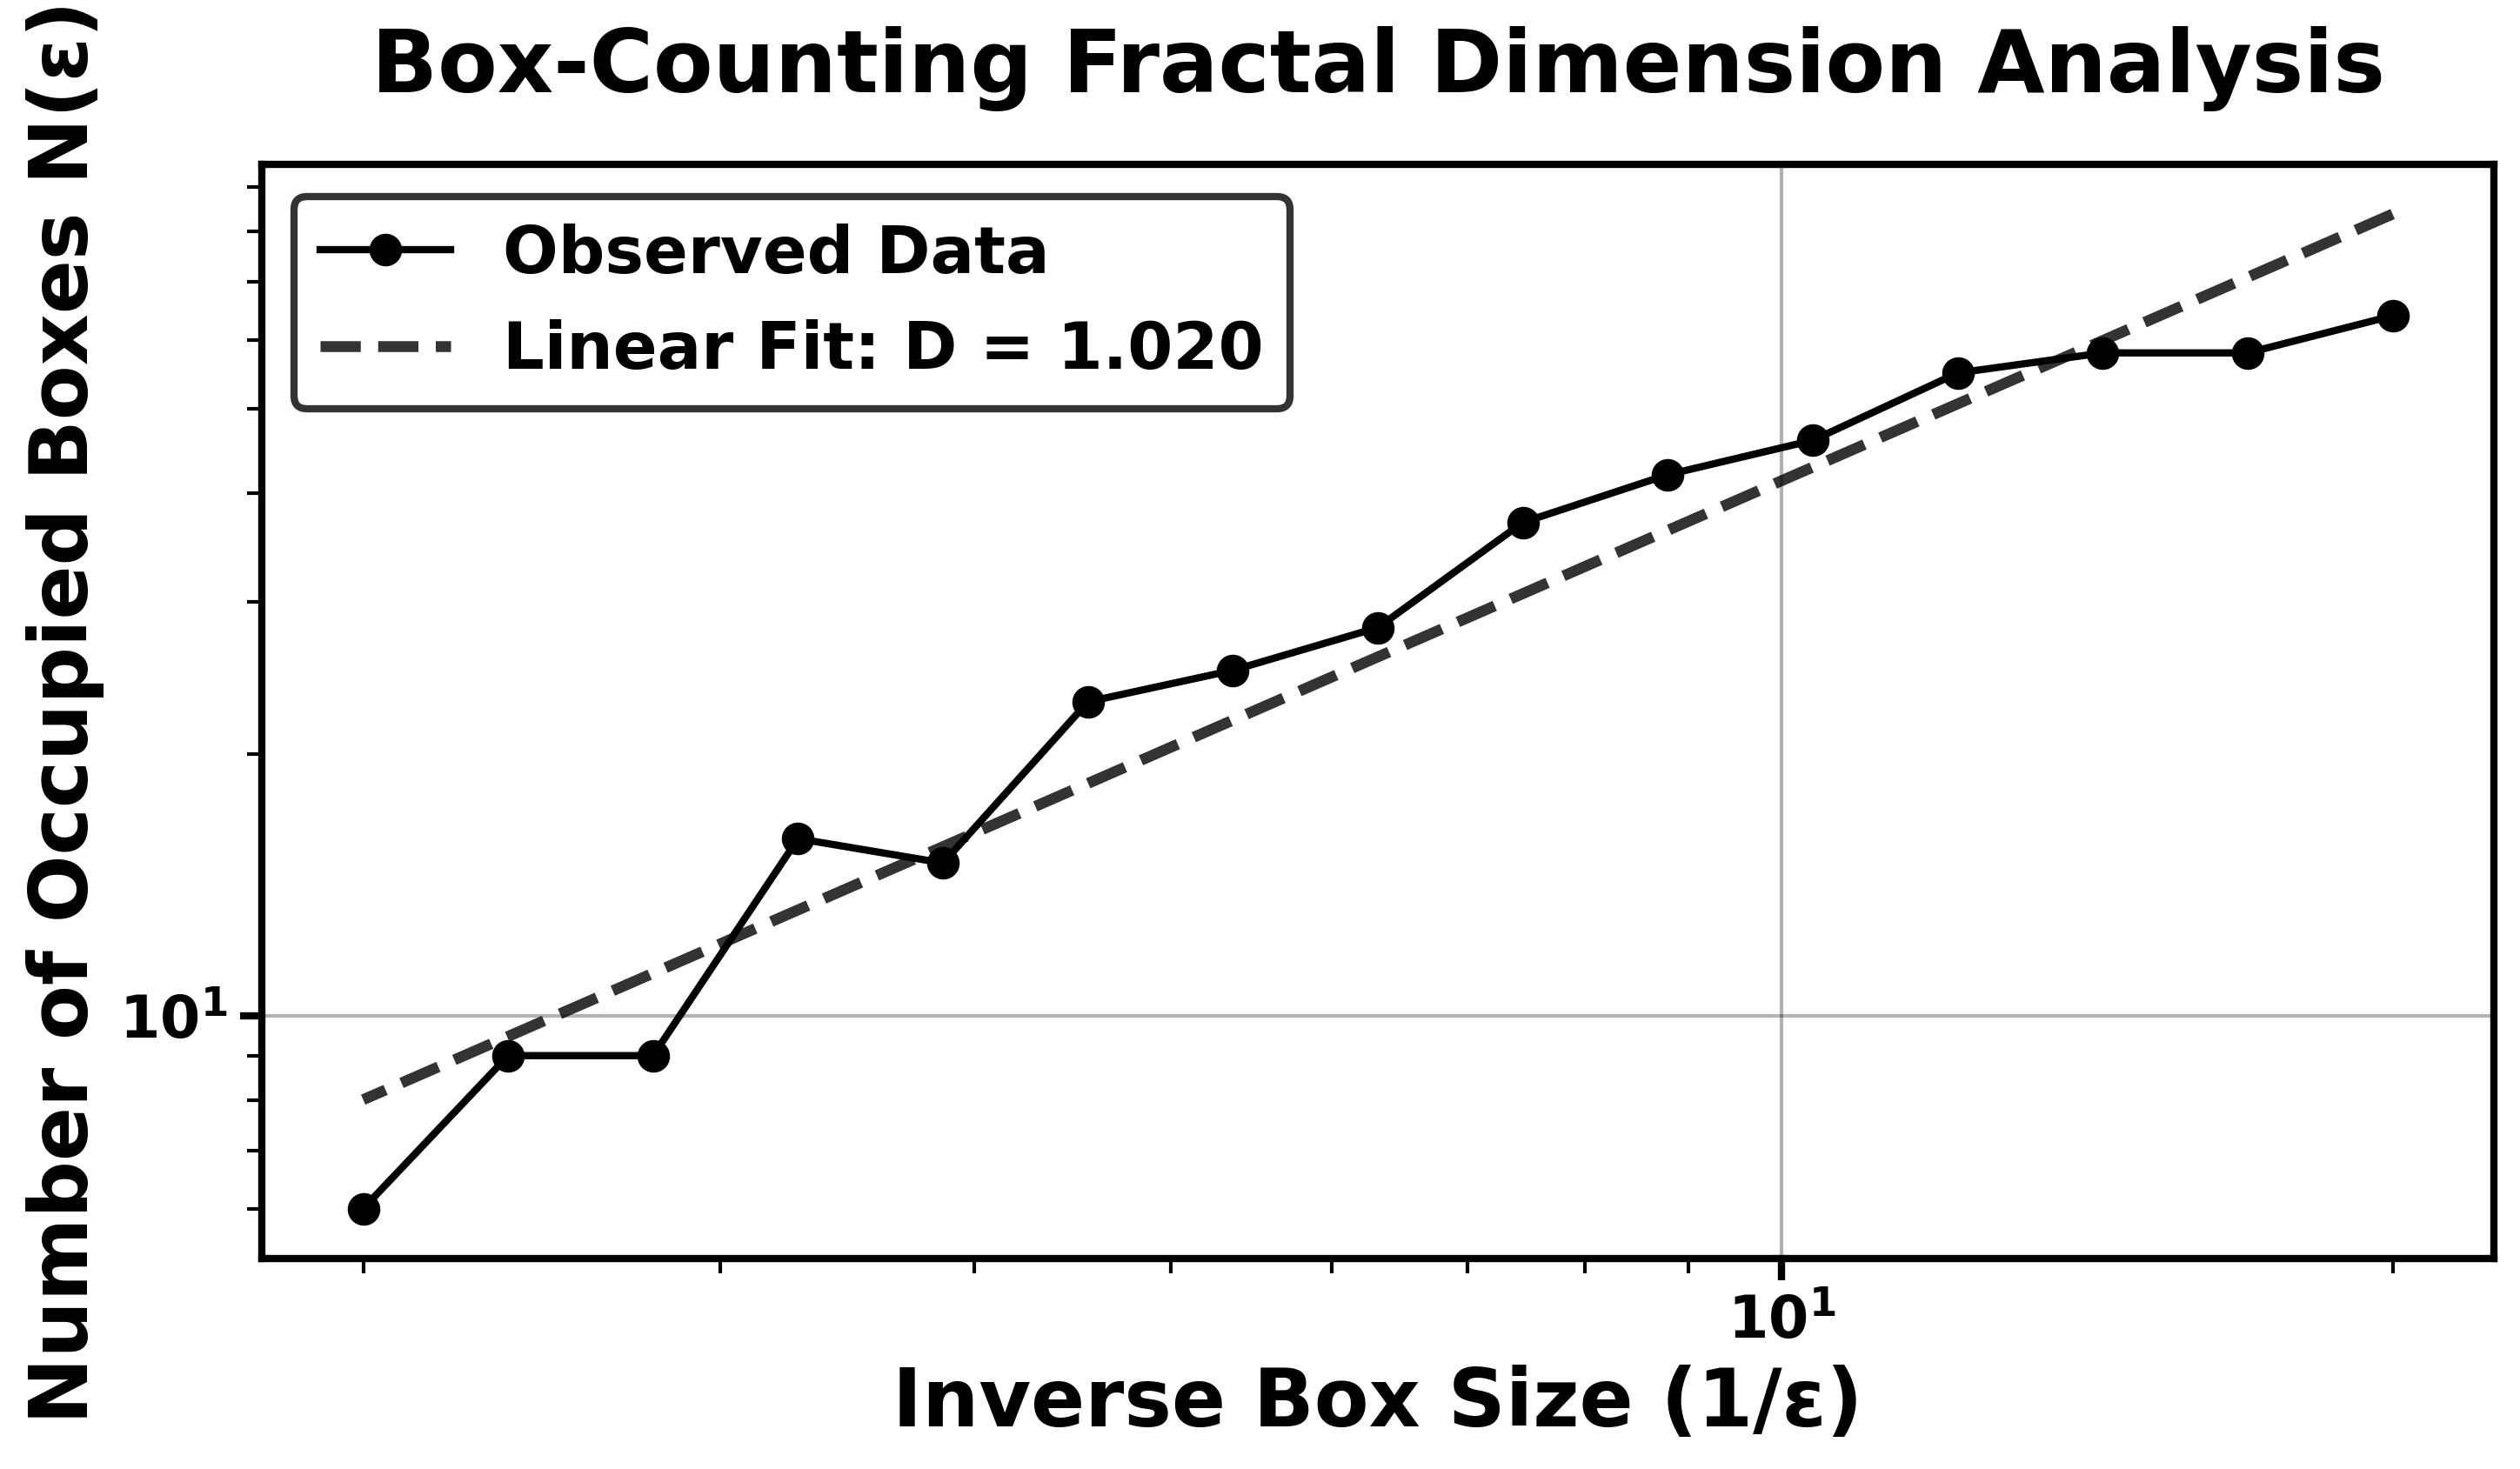 Box-Counting Fractal Dimension Analysis
Number of Occupied Boxes N(ε)
Observed Data
Linear Fit: D = 1.020
10¹
10¹
Inverse Box Size (1/ε)